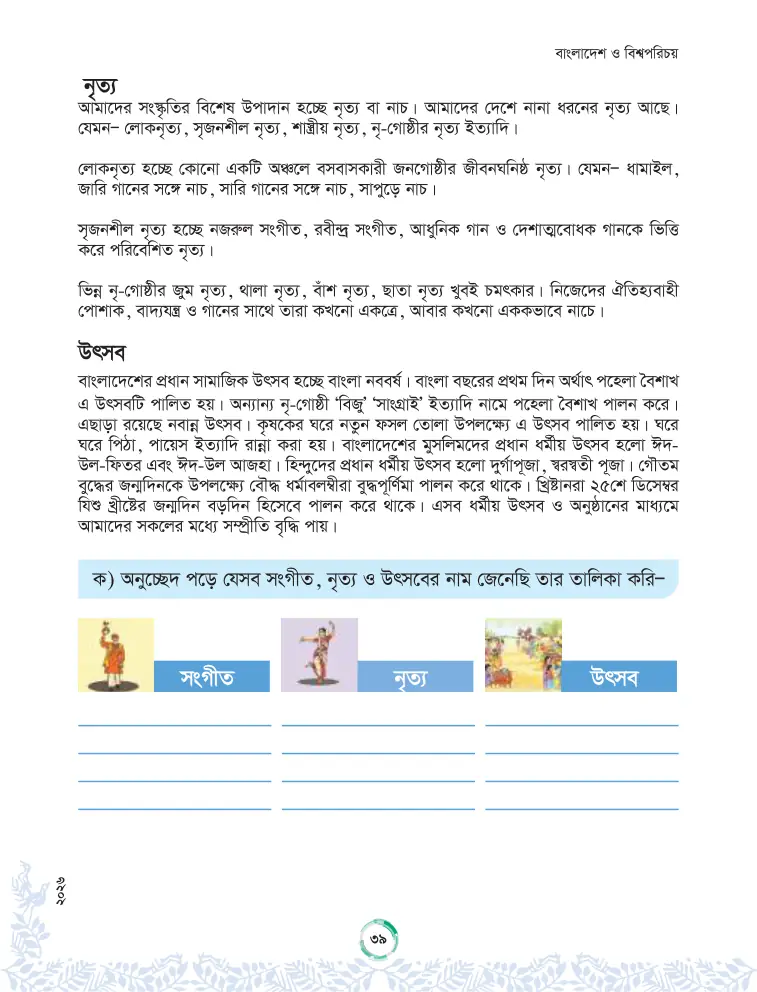 বাংলাদেশ ও বিশ্বপরিচয়
নৃত্য
আমাদের সংস্কৃতির বিশেষ উপাদান হচ্ছে নৃত্য বা নাচ। আমাদের দেশে নানা ধরনের নৃত্য আছে।
যেমন– লোকনৃত্য, সৃজনশীল নৃত্য, শাস্ত্রীয় নৃত্য, নৃ-গোষ্ঠীর নৃত্য ইত্যাদি।
লোকনৃত্য হচ্ছে কোনো একটি অঞ্চলে বসবাসকারী জনগোষ্ঠীর জীবনঘনিষ্ঠ নৃত্য। যেমন– ধামাইল,
জারি গানের সঙ্গে নাচ, সারি গানের সঙ্গে নাচ, সাপুড়ে নাচ।
সৃজনশীল নৃত্য হচ্ছে নজরুল সংগীত, রবীন্দ্র সংগীত, আধুনিক গান ও দেশাত্মবোধক গানকে ভিত্তি
করে পরিবেশিত নৃত্য।
ভিন্ন নৃ-গোষ্ঠীর জুম নৃত্য, থালা নৃত্য, বাঁশ নৃত্য, ছাতা নৃত্য খুবই চমৎকার। নিজেদের ঐতিহ্যবাহী
পোশাক, বাদ্যযন্ত্র ও গানের সাথে তারা কখনো একত্রে, আবার কখনো এককভাবে নাচে।
উৎসব
বাংলাদেশের প্রধান সামাজিক উৎসব হচ্ছে বাংলা নববর্ষ। বাংলা বছরের প্রথম দিন অর্থাৎ পহেলা বৈশাখ
এ উৎসবটি পালিত হয়। অন্যান্য নৃ-গোষ্ঠী ‘বিজু’ ‘সাংগ্রাই’ ইত্যাদি নামে পহেলা বৈশাখ পালন করে।
এছাড়া রয়েছে নবান্ন উৎসব। কৃষকের ঘরে নতুন ফসল তোলা উপলক্ষ্যে এ উৎসব পালিত হয়। ঘরে
ঘরে পিঠা, পায়েস ইত্যাদি রান্না করা হয়। বাংলাদেশের মুসলিমদের প্রধান ধর্মীয় উৎসব হলো ঈদ-
উল-ফিতর এবং ঈদ-উল আজহা। হিন্দুদের প্রধান ধর্মীয় উৎসব হলো দুর্গাপূজা, স্বরস্বতী পূজা। গৌতম
বুদ্ধের জন্মদিনকে উপলক্ষ্যে বৌদ্ধ ধর্মাবলম্বীরা বুদ্ধপূর্ণিমা পালন করে থাকে। খ্রিষ্টানরা ২৫শে ডিসেম্বর
যিশু খ্রীষ্টের জন্মদিন বড়দিন হিসেবে পালন করে থাকে। এসব ধর্মীয় উৎসব ও অনুষ্ঠানের মাধ্যমে
আমাদের সকলের মধ্যে সম্প্রীতি বৃদ্ধি পায়।
ক) অনুচ্ছেদ পড়ে যেসব সংগীত, নৃত্য ও উৎসবের নাম জেনেছি তার তালিকা করি–
সংগীত
নৃত্য
উৎসব
২০২৬
৩৯